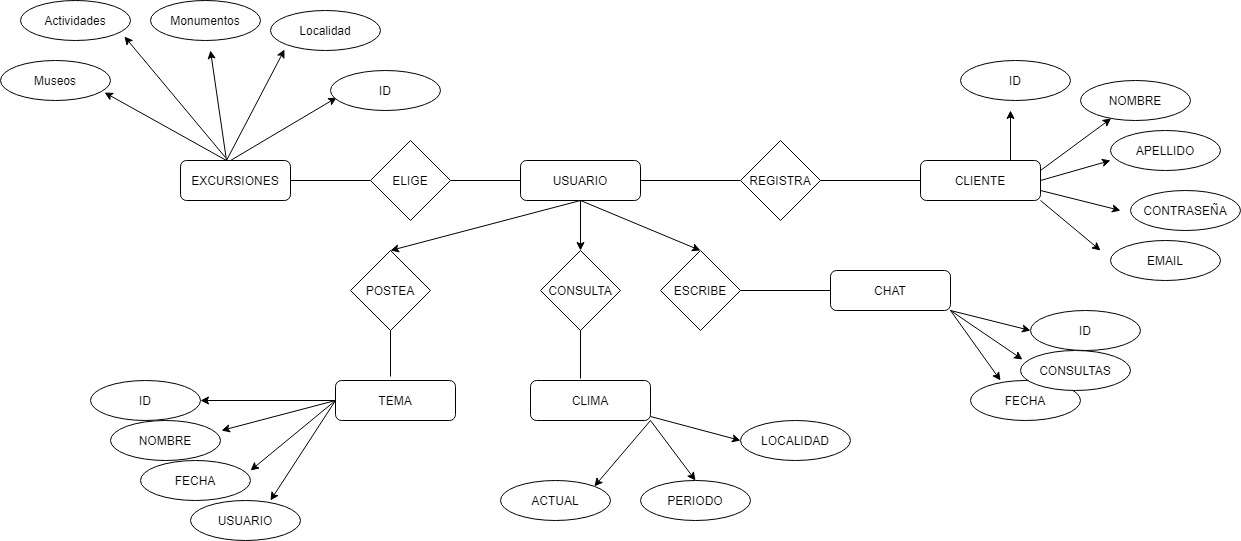 Actividades
Monumentos
Localidad
Museos
ID
ID
NOMBRE
APELLIDO
CONTRASEÑA
EMAIL
EXCURSIONES
ELIGE
USUARIO
REGISTRA
CLIENTE
POSTEA
CONSULTA
ESCRIBE
CHAT
ID
CONSULTAS
FECHA
TEMA
CLIMA
ID
NOMBRE
FECHA
USUARIO
LOCALIDAD
ACTUAL
PERIODO